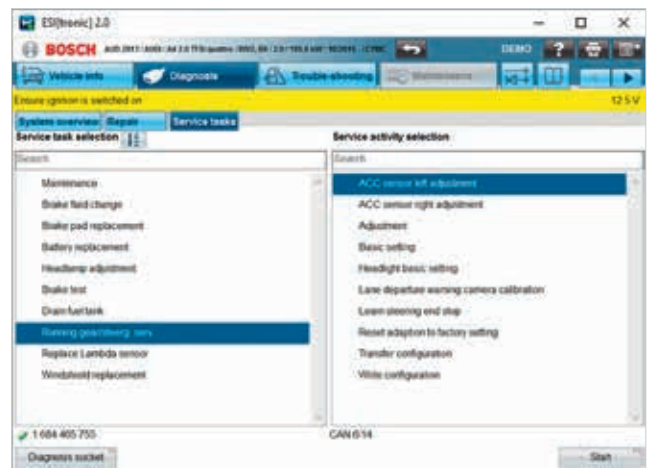 ESI[tronic] 2.0
BOSCH
DEMO
?
Vehicle info
Diagnosis
Trouble shooting
Maintenance
Ensure ignition is switched on
12.5 V
System overview
Repair
Service tasks
Service task selection
Service activity selection
Search
Search
Maintenance
Brake fluid change
Brake pad replacement
Battery replacement
Headlamp adjustment
Brake test
Drain fuel tank
Running gear/steerg. serv.
Replace Lambda sensor
Windshield replacement
ACC sensor left adjustment
ACC sensor right adjustment
Adjustment
Basic setting
Headlight basic setting
Lane departure warning camera calibration
Learn steering end stop
Reset adaption to factory setting
Transfer configuration
Write configuration
1 684 465 755
CAN 6/14
Diagnosis socket
Start